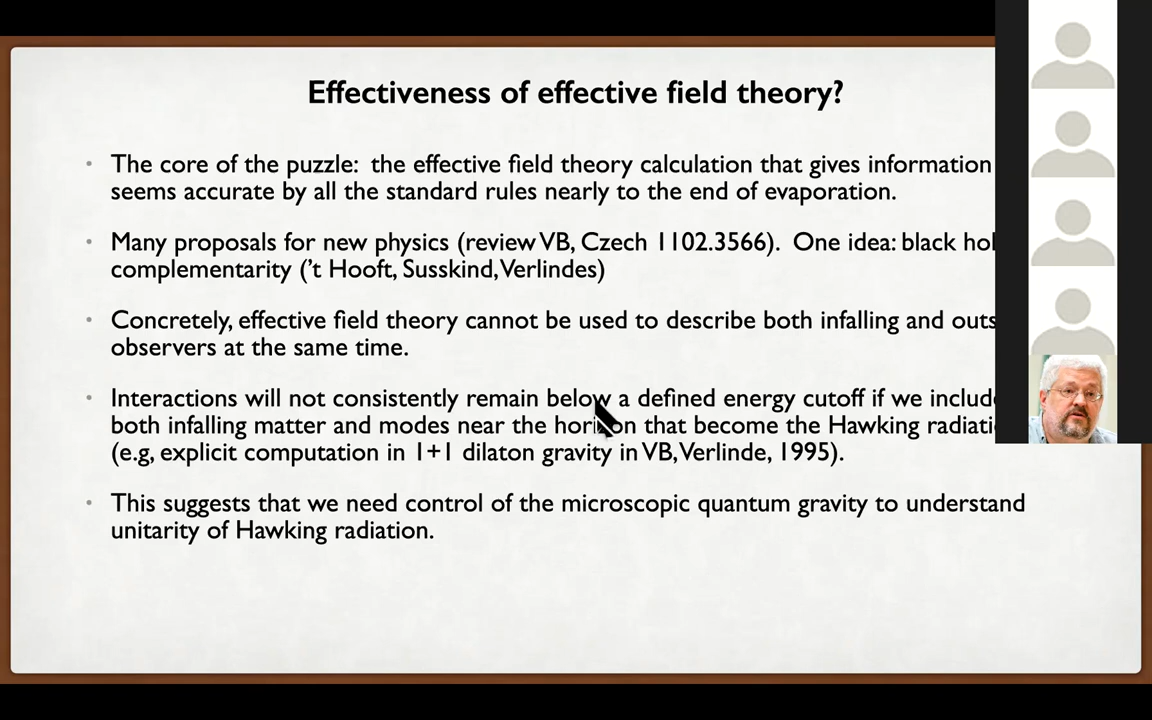 Effectiveness of effective field theory?
• The core of the puzzle: the effective field theory calculation that gives information
seems accurate by all the standard rules nearly to the end of evaporation.
• Many proposals for new physics (review VB, Czech 1102.3566). One idea: black hol
complementarity ('t Hooft, Susskind, Verlindes)
• Concretely, effective field theory cannot be used to describe both infalling and outs
observers at the same time.
• Interactions will not consistently remain below a defined energy cutoff if we includ
both infalling matter and modes near the horizon that become the Hawking radiati
(e.g, explicit computation in 1+1 dilaton gravity in VB, Verlinde, 1995).
• This suggests that we need control of the microscopic quantum gravity to understand
unitarity of Hawking radiation.